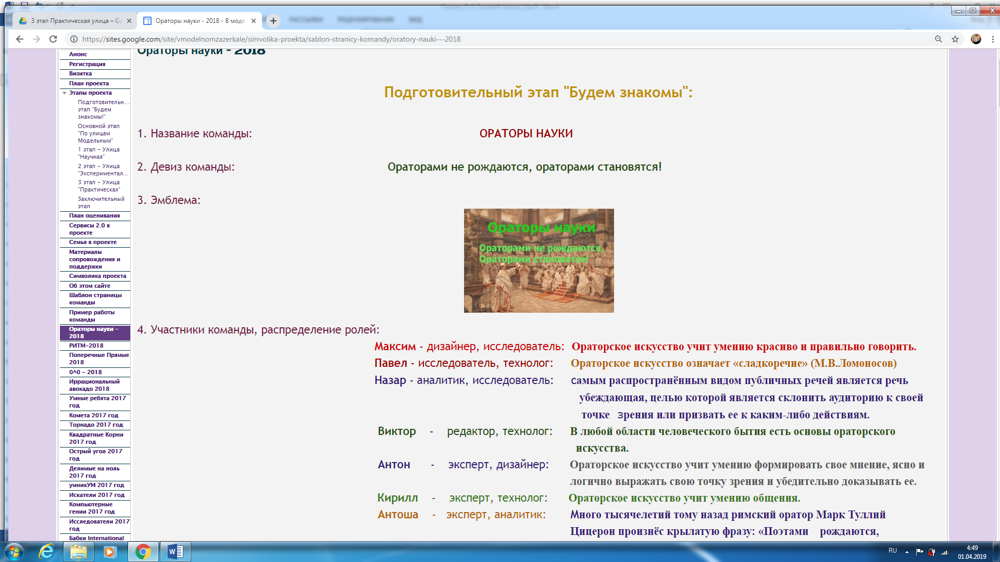 3 этап Практическая улица – Go
Ораторы науки - 2018 - В моде
https://sites.google.com/site/vmodelnomzazerkale/simvolika-proekta/sablon-stranicy-komandy/oratory-nauki---2018
Анонс
Регистрация
Визитка
План проекта
Этапы проекта
Подготовительн...
этап "Будем
знакомы!"
Основной этап
"По улицам
Модельным"
1 этап - Улица
"Научная"
2 этап - Улица
"Экспериментал...
3 этап - Улица
"Практическая"
Заключительный
этап
План оценивания
Сервисы 2.0 в
проекте
Семья в проекте
Материалы
сопровождения и
поддержки
Символика проекта
Об этом сайте
Шаблон страницы
команды
Пример работы
команды
Ораторы науки -
2018
РИТМ-2018
Поперечные Прямые
2018
0^0 - 2018
Иррациональный
авокадо 2018
Умные ребята 2017
год
Комета 2017 год
Торнадо 2017 год
Квадратные Корни
2017 год
Острый угол 2017
год
Делимые на ноль
2017 год
умникУМ 2017 год
Искатели 2017 год
Компьютерные
гении 2017 год
Исследователи 2017
год
Бабки International
Ораторы науки - 2018
Подготовительный этап "Будем знакомы":
1. Название команды: ОРАТОРЫ НАУКИ
2. Девиз команды: Ораторами не рождаются, ораторами становятся!
3. Эмблема:
Ораторы науки
Ораторами не рождаются,
Ораторами становятся!
4. Участники команды, распределение ролей:
Максим - дизайнер, исследователь: Ораторское искусство учит умению красиво и правильно говорить.
Павел - исследователь, технолог: Ораторское искусство означает «сладкоречие» (М.В.Ломоносов)
Назар - аналитик, исследователь: Самым распространённым видом публичных речей является речь
убеждающая, целью которой является склонить аудиторию к своей
точке зрения или призвать ее к каким-либо действиям.
Виктор - редактор, технолог: В любой области человеческого бытия есть основы ораторского
искусства.
Антон - эксперт, дизайнер: Ораторское искусство учит умению формировать свое мнение, ясно и
логично выражать свою точку зрения и убедительно доказывать ее.
Кирилл - эксперт, технолог: Ораторское искусство учит умению общения.
Антоша - эксперт, аналитик: Много тысячелетий тому назад римский оратор Марк Туллий
Цицерон произнёс крылатую фразу: «Поэтами рождаются,
RU
4:49
01.04.2019